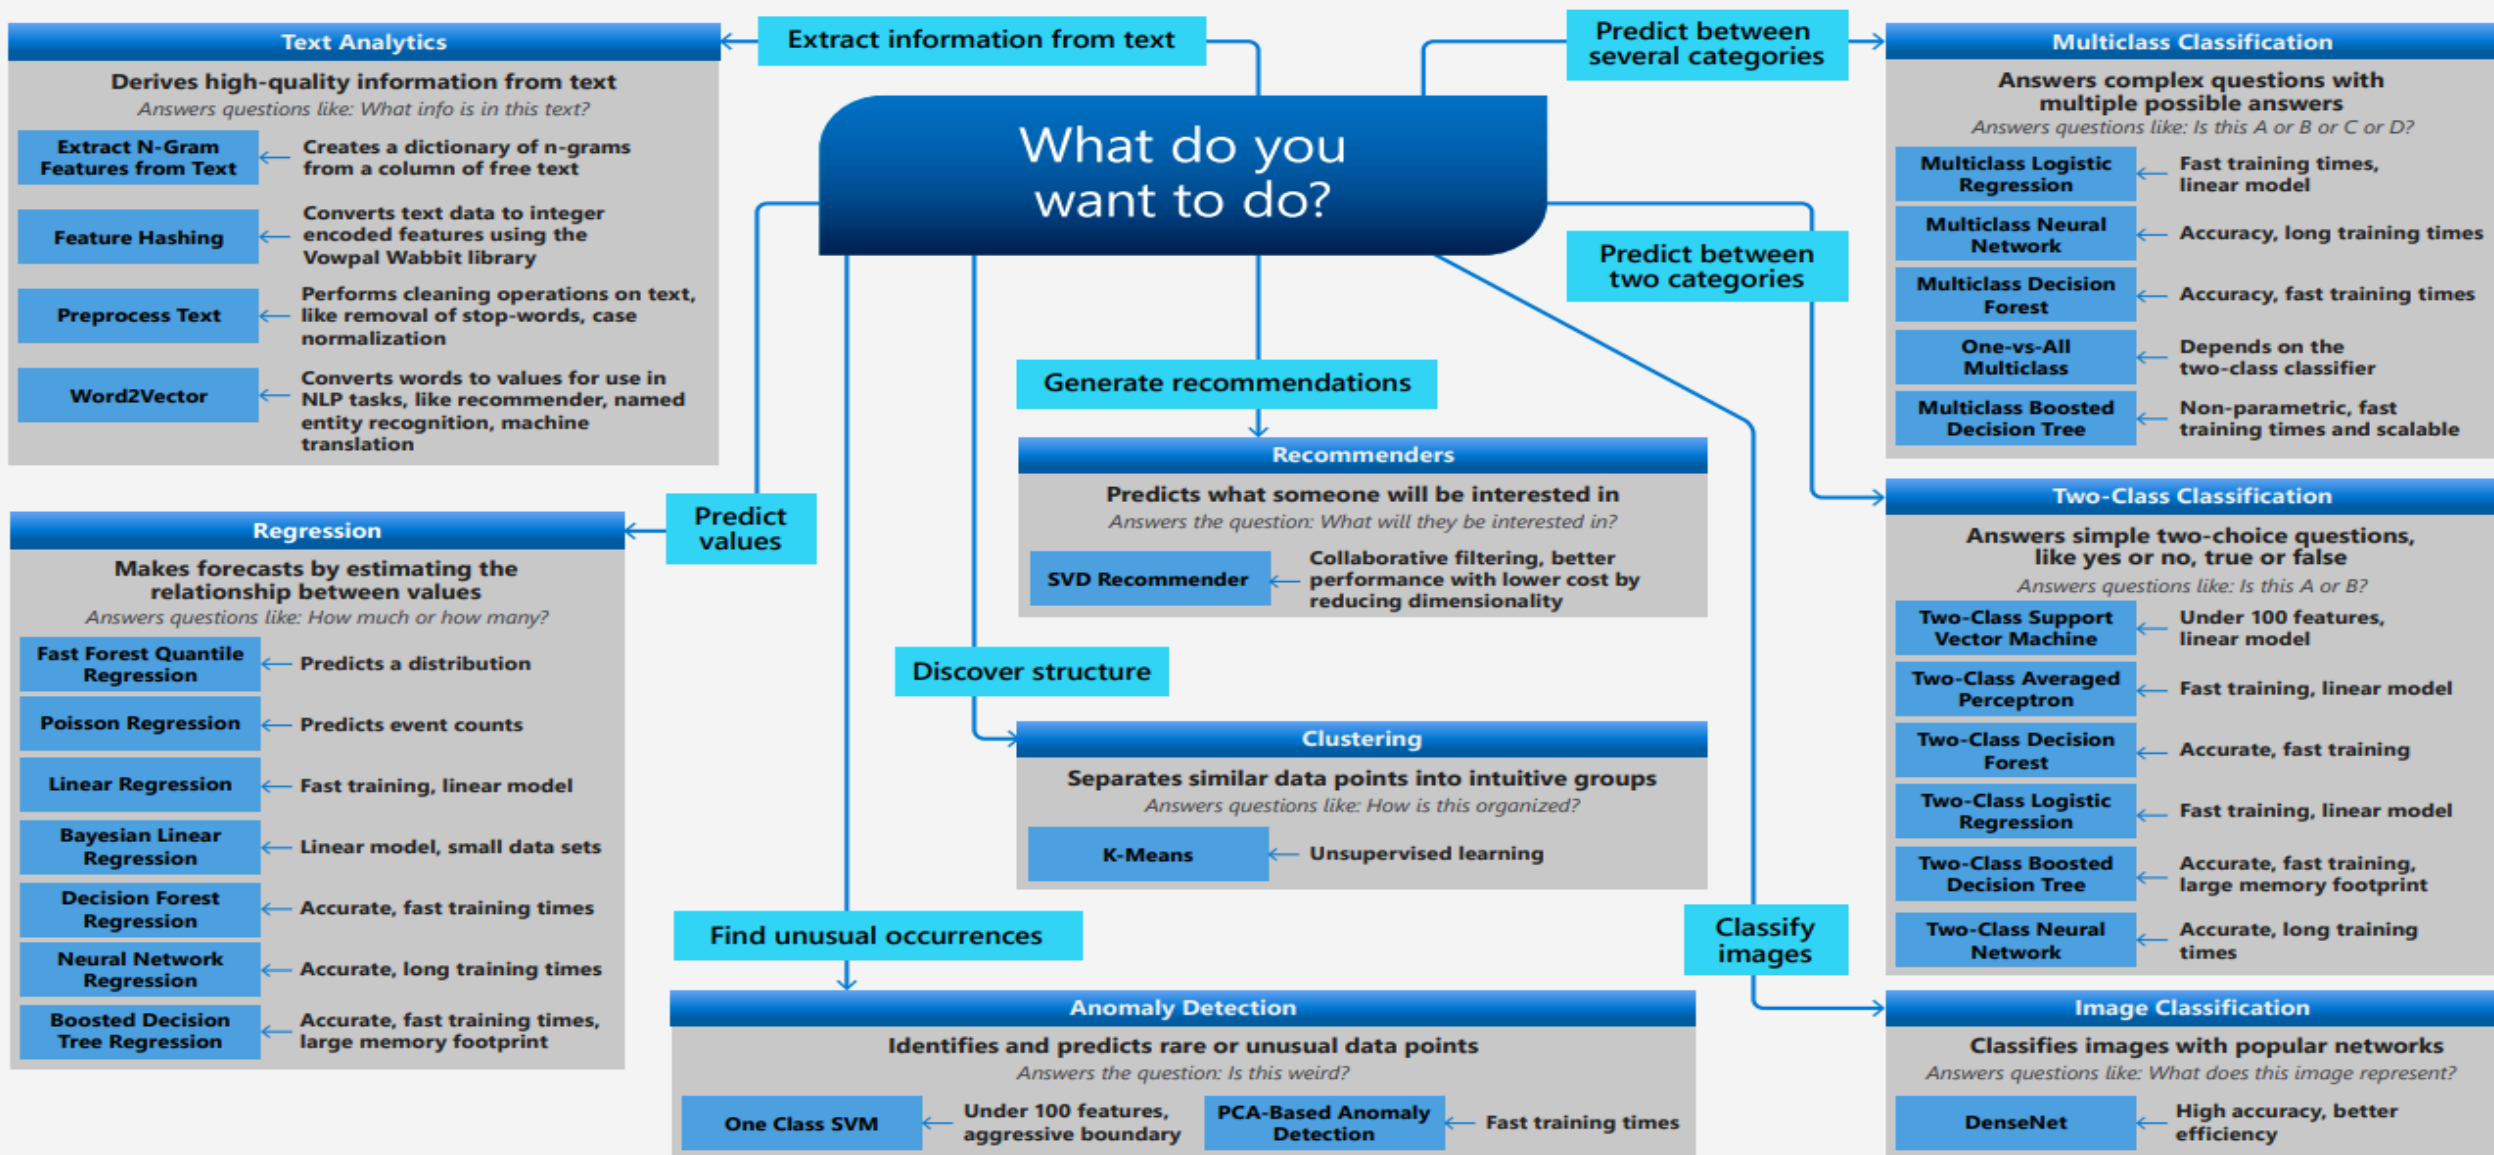 What do you
want to do?
Extract information from text
Text Analytics
Derives high-quality information from text
Answers questions like: What info is in this text?
Extract N-Gram
Features from Text
Creates a dictionary of n-grams
from a column of free text
Feature Hashing
Converts text data to integer
encoded features using the
Vowpal Wabbit library
Preprocess Text
Performs cleaning operations on text,
like removal of stop-words, case
normalization
Word2Vector
Converts words to values for use in
NLP tasks, like recommender, named
entity recognition, machine
translation
Predict
values
Regression
Makes forecasts by estimating the
relationship between values
Answers questions like: How much or how many?
Fast Forest Quantile
Regression
Predicts a distribution
Poisson Regression
Predicts event counts
Linear Regression
Fast training, linear model
Bayesian Linear
Regression
Linear model, small data sets
Decision Forest
Regression
Accurate, fast training times
Neural Network
Regression
Accurate, long training times
Boosted Decision
Tree Regression
Accurate, fast training times,
large memory footprint
Generate recommendations
Recommenders
Predicts what someone will be interested in
Answers the question: What will they be interested in?
SVD Recommender
Collaborative filtering, better
performance with lower cost by
reducing dimensionality
Discover structure
Clustering
Separates similar data points into intuitive groups
Answers questions like: How is this organized?
K-Means
Unsupervised learning
Find unusual occurrences
Anomaly Detection
Identifies and predicts rare or unusual data points
Answers the question: Is this weird?
One Class SVM
Under 100 features,
aggressive boundary
PCA-Based Anomaly
Detection
Fast training times
Predict between
several categories
Multiclass Classification
Answers complex questions with
multiple possible answers
Answers questions like: Is this A or B or C or D?
Multiclass Logistic
Regression
Fast training times,
linear model
Multiclass Neural
Network
Accuracy, long training times
Multiclass Decision
Forest
Accuracy, fast training times
One-vs-All
Multiclass
Depends on the
two-class classifier
Multiclass Boosted
Decision Tree
Non-parametric, fast
training times and scalable
Predict between
two categories
Two-Class Classification
Answers simple two-choice questions,
like yes or no, true or false
Answers questions like: Is this A or B?
Two-Class Support
Vector Machine
Under 100 features,
linear model
Two-Class Averaged
Perceptron
Fast training, linear model
Two-Class Decision
Forest
Accurate, fast training
Two-Class Logistic
Regression
Fast training, linear model
Two-Class Boosted
Decision Tree
Accurate, fast training,
large memory footprint
Two-Class Neural
Network
Accurate, long training
times
Classify
images
Image Classification
Classifies images with popular networks
Answers questions like: What does this image represent?
DenseNet
High accuracy, better
efficiency